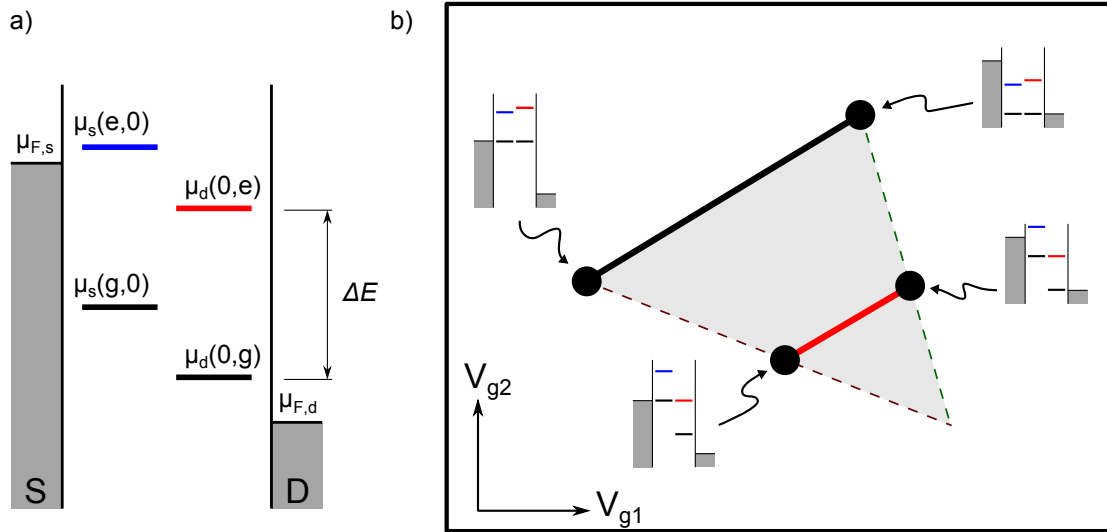 a)
b)
μs(e,0)
μF,s
μd(0,e)
μs(g,0)
ΔE
μd(0,g)
μF,d
S
D
Vg2
Vg1